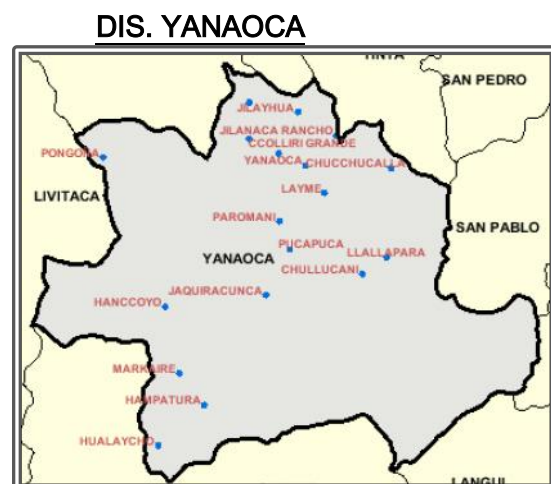 DIS. YANAOCA
TINTA
SAN PEDRO
JILAYHUA
JILANACA RANCHO
CCOLLIRI GRANDE
PONGOÑA
YANAOCA
CHUCCHUCALLA
LIVITACA
LAYME
PAROMANI
SAN PABLO
PUCAPUCA
LLALLAPARA
YANAOCA
CHULLUCANI
JAQUIRACUNCA
HANCCOYO
MARKAIRE
HAMPATURA
HUALAYCHO
LANGUI